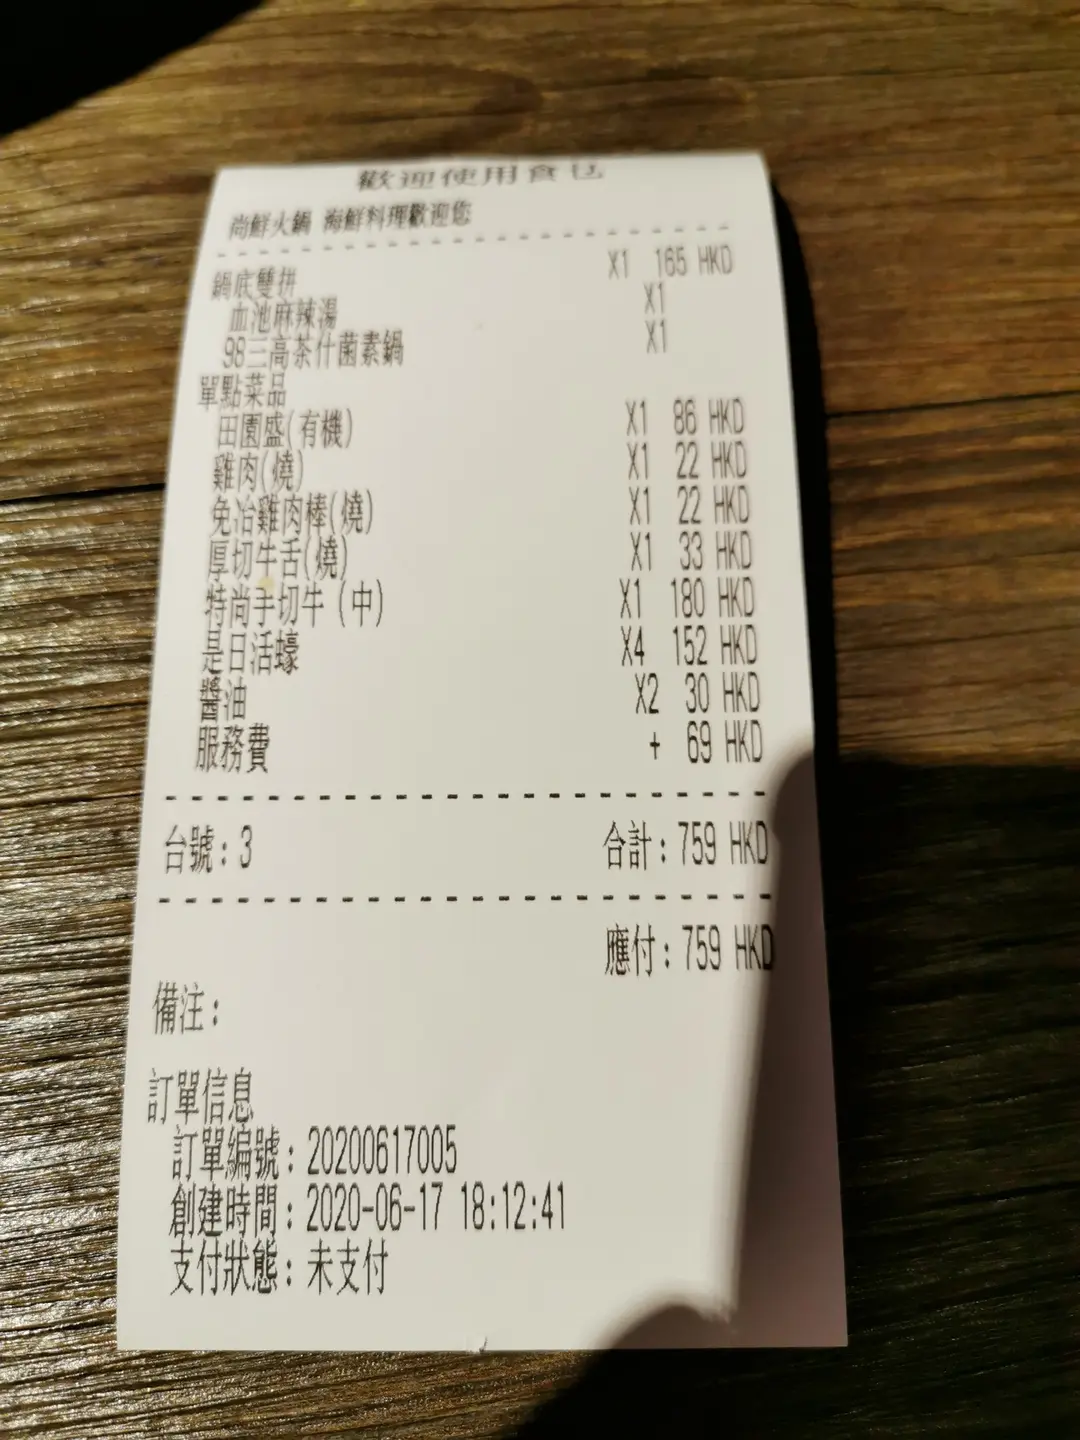 歡迎使用食乜
尚鮮火鍋 海鮮料理歡迎您
鍋底雙拼 X1 165 HKD
血池麻辣湯 X1
98三高茶什菌素鍋 X1
單點菜品
田園盛(有機) X1 86 HKD
雞肉(燒) X1 22 HKD
免治雞肉棒(燒) X1 22 HKD
厚切牛舌(燒) X1 33 HKD
特尚手切牛 (中) X1 180 HKD
是日活蠔 X4 152 HKD
醬油 X2 30 HKD
服務費 + 69 HKD
台號:3 合計:759 HKD
應付:759 HKD
備注:
訂單信息
訂單編號:20200617005
創建時間:2020-06-17 18:12:41
支付狀態:未支付